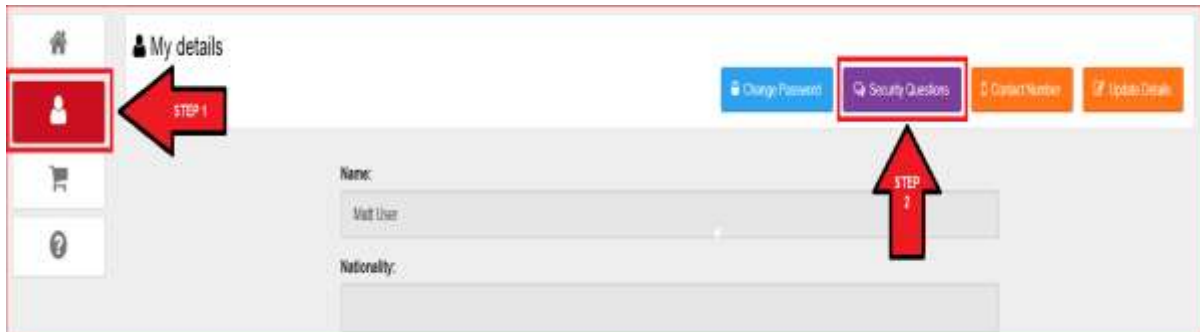 My details
STEP 1
Change Password
Security Questions
Contact Number
Update Details
STEP
2
Name:
Matt User
Nationality: